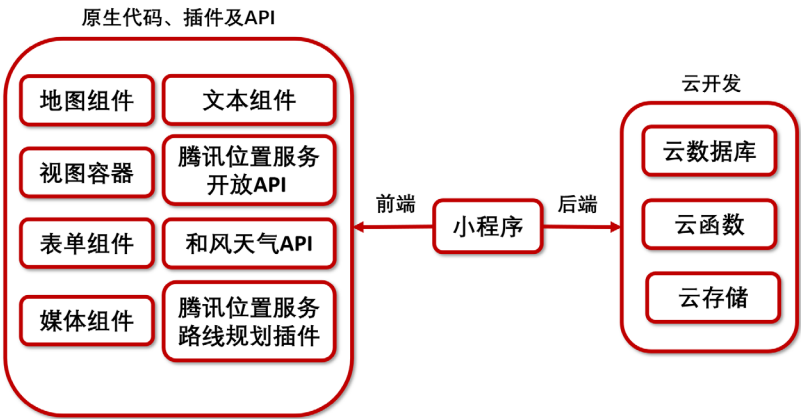 原生代码、插件及API
地图组件
文本组件
视图容器
腾讯位置服务
开放API
表单组件
和风天气API
媒体组件
腾讯位置服务
路线规划插件
前端
小程序
后端
云开发
云数据库
云函数
云存储